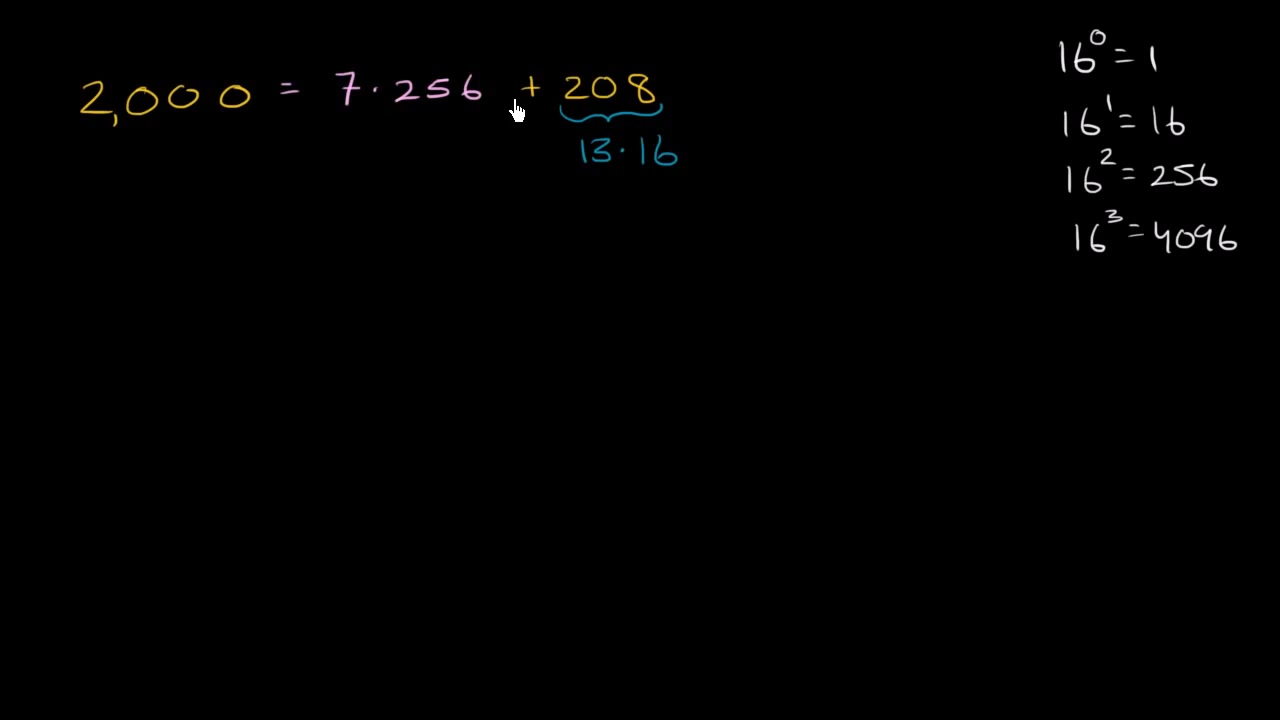 2,000 = 7·256 + 208
13·16
16⁰ = 1
16¹ = 16
16² = 256
16³ = 4096